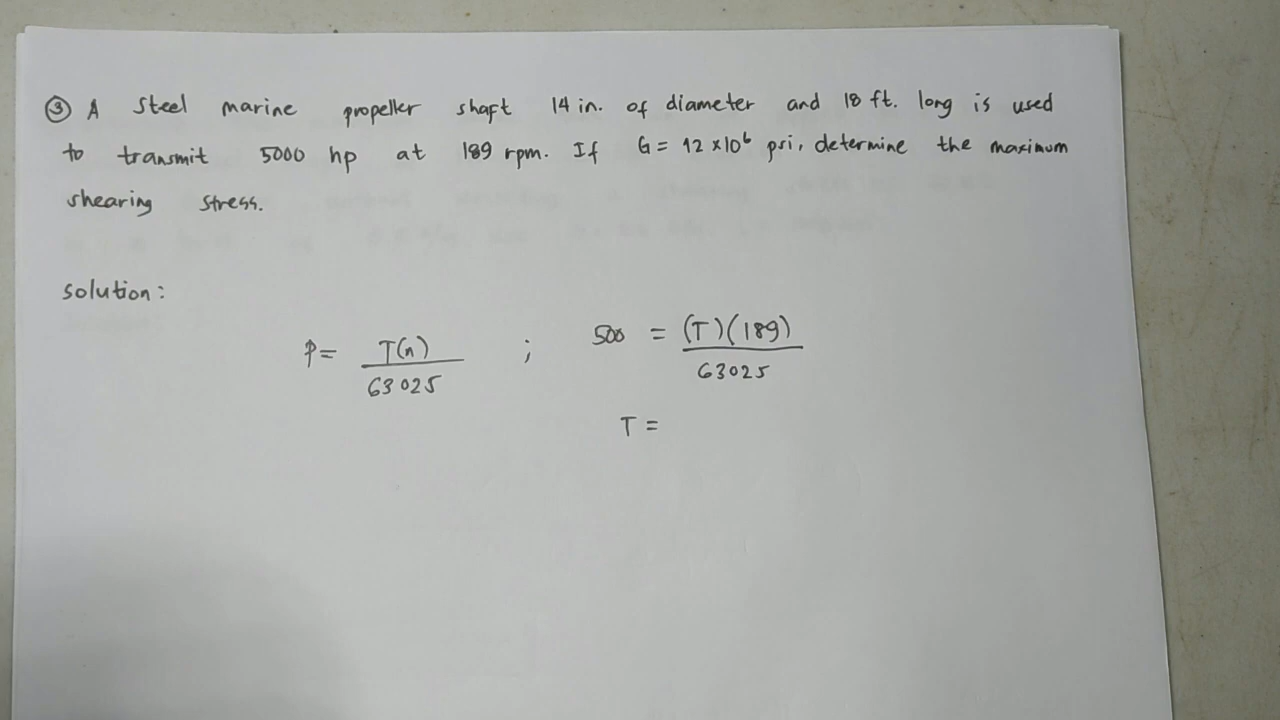 ③ A steel marine propeller shaft 14 in. of diameter and 18 ft. long is used
to transmit 5000 hp at 189 rpm. If G = 12 x10⁶ psi, determine the maximum
shearing stress.
solution:
P = T(n) / 63025 ; 500 = (T)(189) / 63025
T =